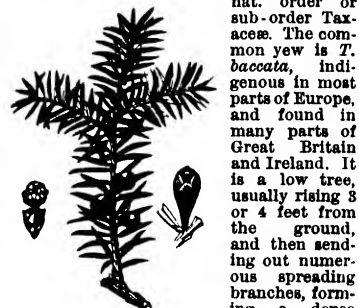 nat. order or
sub-order Tax-
aceæ. The com-
mon yew is T.
baccata, indi-
genous in most
parts of Europe,
and found in
many parts of
Great Britain
and Ireland. It
is a low tree,
usually rising 3
or 4 feet from
the ground,
and then send-
ing out numer-
ous spreading
branches, form-
ing a dense